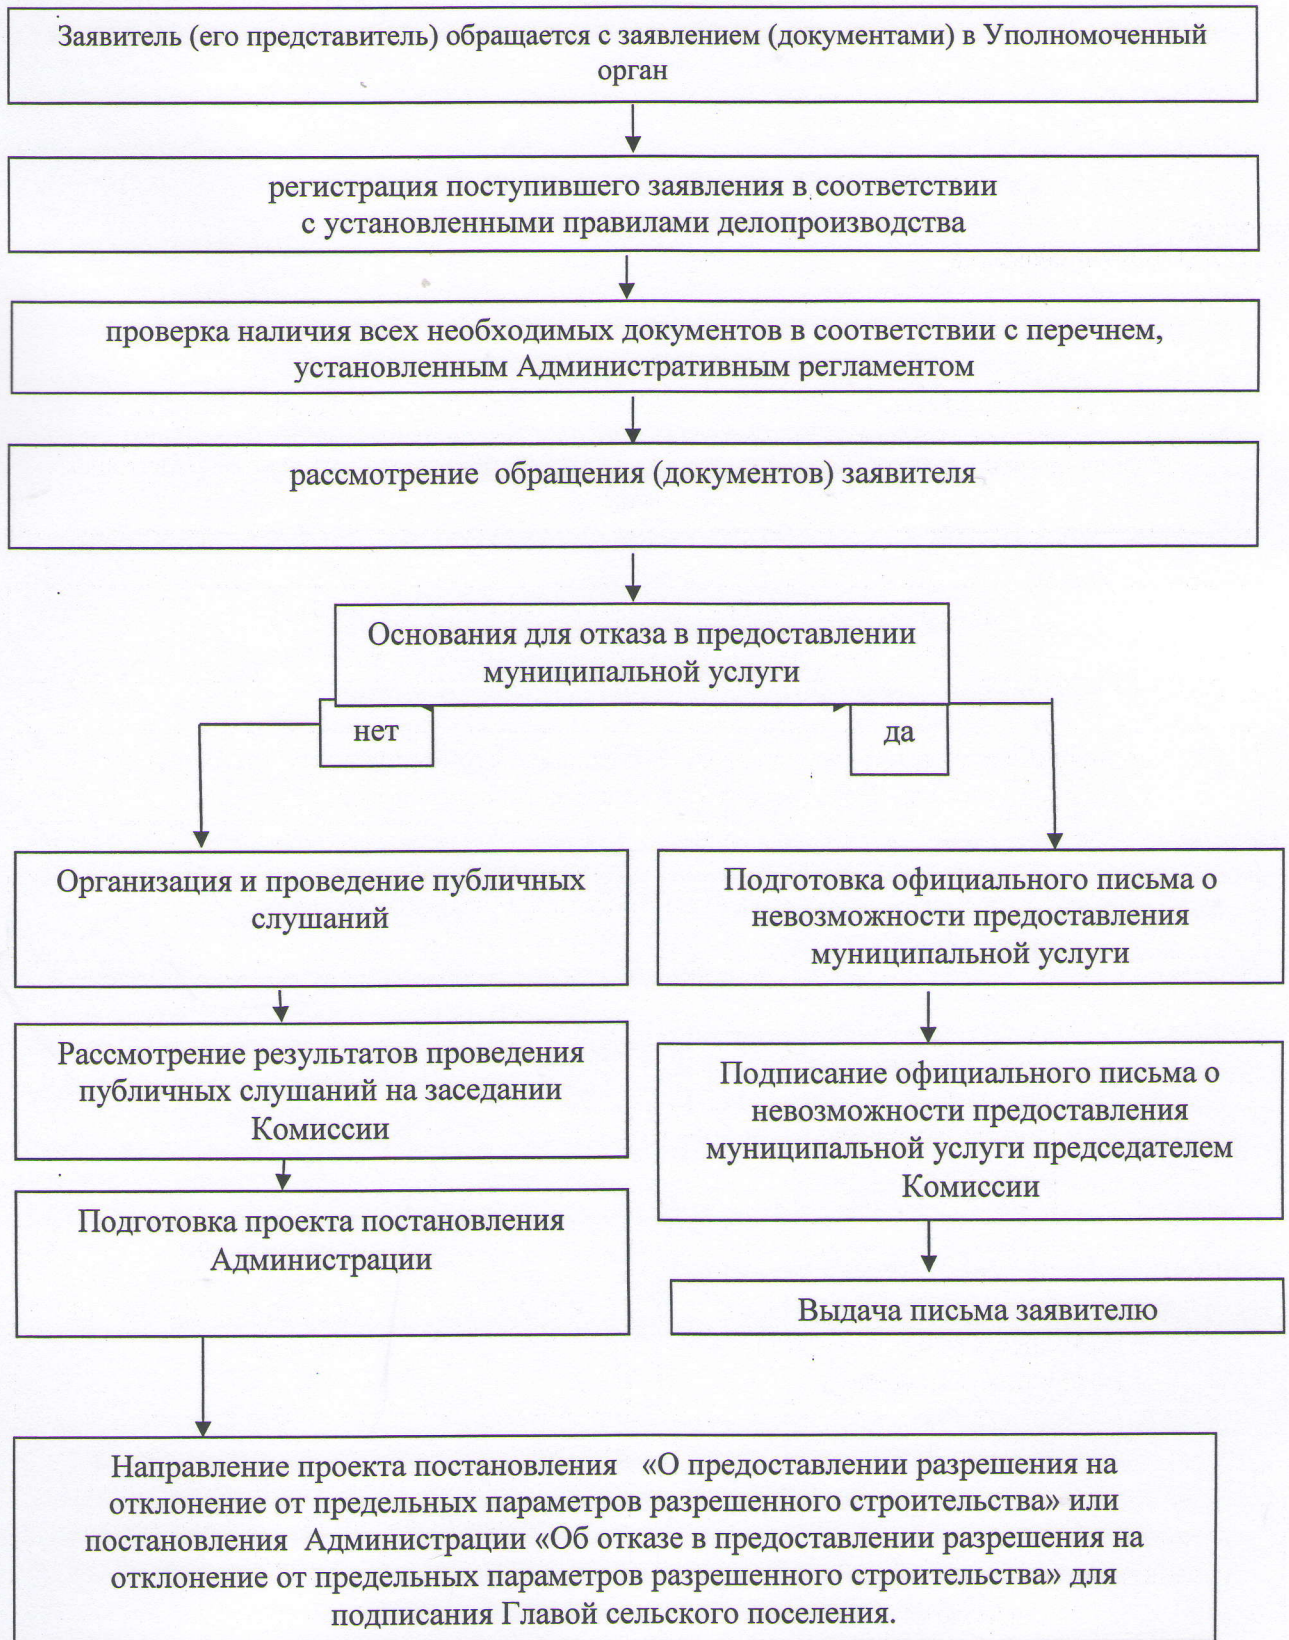 Заявитель (его представитель) обращается с заявлением (документами) в Уполномоченный
орган
регистрация поступившего заявления в соответствии
с установленными правилами делопроизводства
проверка наличия всех необходимых документов в соответствии с перечнем,
установленным Административным регламентом
рассмотрение обращения (документов) заявителя
Основания для отказа в предоставлении
муниципальной услуги
нет
да
Организация и проведение публичных
слушаний
Рассмотрение результатов проведения
публичных слушаний на заседании
Комиссии
Подготовка проекта постановления
Администрации
Подготовка официального письма о
невозможности предоставления
муниципальной услуги
Подписание официального письма о
невозможности предоставления
муниципальной услуги председателем
Комиссии
Выдача письма заявителю
Направление проекта постановления «О предоставлении разрешения на
отклонение от предельных параметров разрешенного строительства» или
постановления Администрации «Об отказе в предоставлении разрешения на
отклонение от предельных параметров разрешенного строительства» для
подписания Главой сельского поселения.